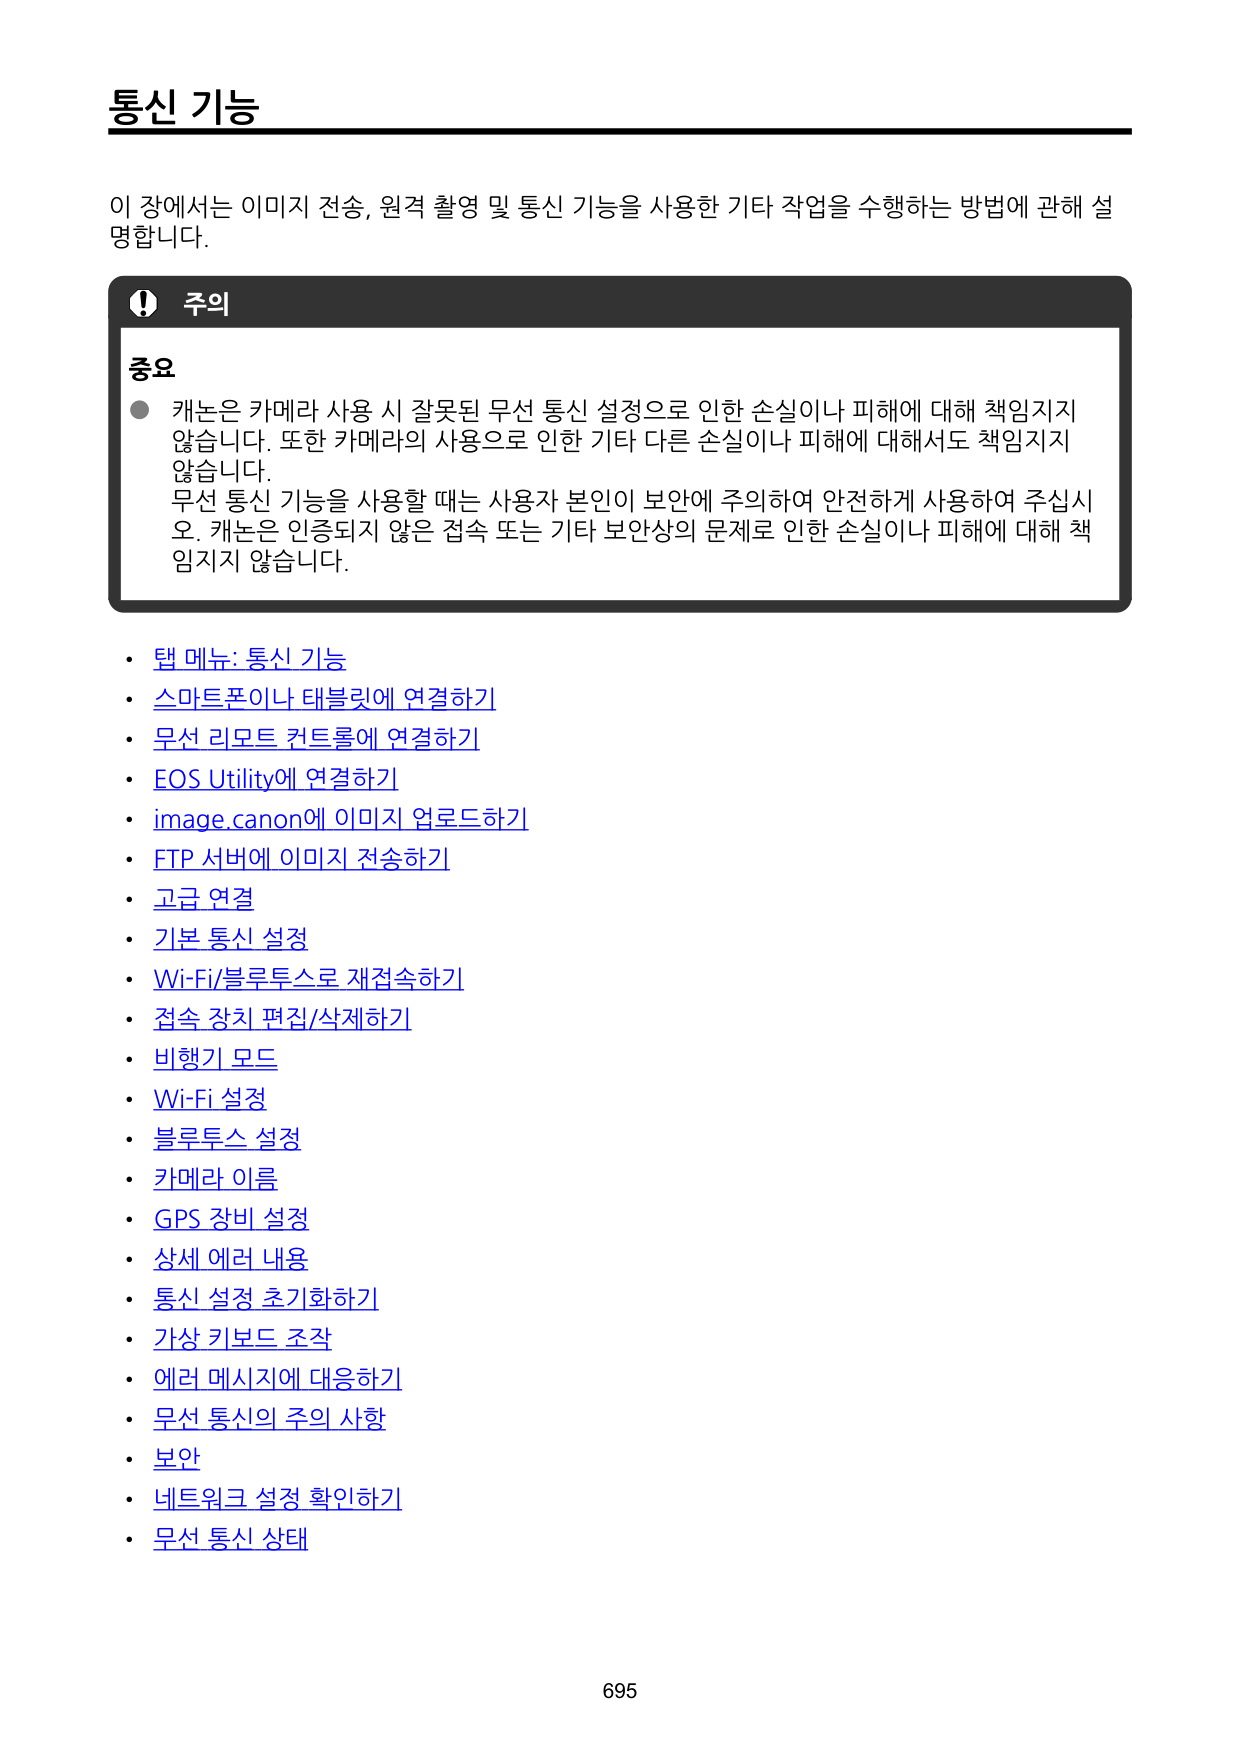 통신 기능
이 장에서는 이미지 전송, 원격 촬영 및 통신 기능을 사용한 기타 작업을 수행하는 방법에 관해 설
명합니다.
주의
중요
캐논은 카메라 사용 시 잘못된 무선 통신 설정으로 인한 손실이나 피해에 대해 책임지지
않습니다. 또한 카메라의 사용으로 인한 기타 다른 손실이나 피해에 대해서도 책임지지
않습니다.
무선 통신 기능을 사용할 때는 사용자 본인이 보안에 주의하여 안전하게 사용하여 주십시
오. 캐논은 인증되지 않은 접속 또는 기타 보안상의 문제로 인한 손실이나 피해에 대해 책
임지지 않습니다.
• 탭 메뉴: 통신 기능
• 스마트폰이나 태블릿에 연결하기
• 무선 리모트 컨트롤에 연결하기
• EOS Utility에 연결하기
• image.canon에 이미지 업로드하기
• FTP 서버에 이미지 전송하기
• 고급 연결
• 기본 통신 설정
• Wi-Fi/블루투스로 재접속하기
• 접속 장치 편집/삭제하기
• 비행기 모드
• Wi-Fi 설정
• 블루투스 설정
• 카메라 이름
• GPS 장비 설정
• 상세 에러 내용
• 통신 설정 초기화하기
• 가상 키보드 조작
• 에러 메시지에 대응하기
• 무선 통신의 주의 사항
• 보안
• 네트워크 설정 확인하기
• 무선 통신 상태
695